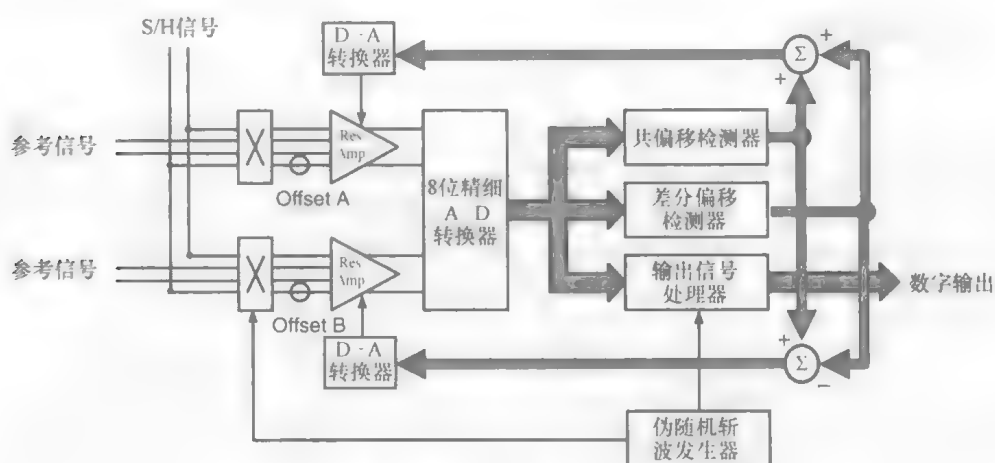 S/H信号
D-A
转换器
Σ
+
+
参考信号
Res
Amp
Offset A
8位精细
A D
转换器
共偏移检测器
差分偏移
检测器
参考信号
Res
Amp
Offset B
输出信号
处理器
数字输出
D-A
转换器
+
Σ
−
伪随机斩
波发生器